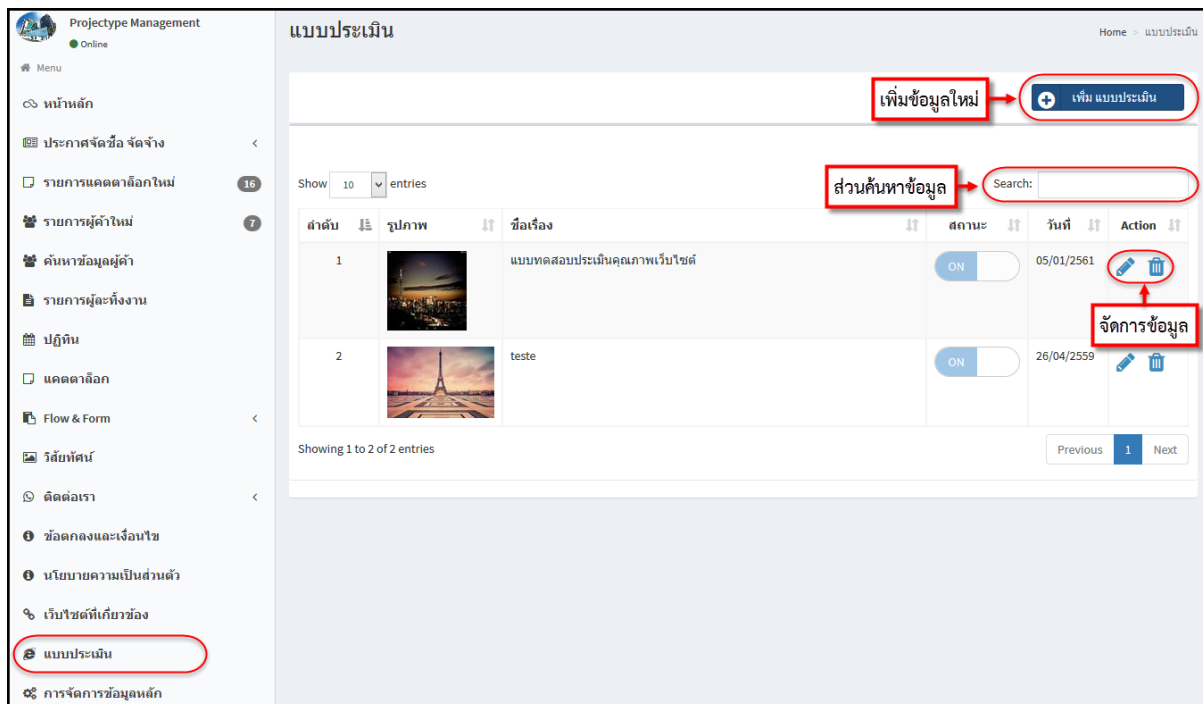 Projectype Management
Online
Menu
หน้าหลัก
ประกาศจัดซื้อ จัดจ้าง
รายการแคตตาล็อกใหม่ 16
รายการผู้ค้าใหม่ 7
ค้นหาข้อมูลผู้ค้า
รายการผู้ละทิ้งงาน
ปฏิทิน
แคตตาล็อก
Flow & Form
วิสัยทัศน์
ติดต่อเรา
ข้อตกลงและเงื่อนไข
นโยบายความเป็นส่วนตัว
เว็บไซต์ที่เกี่ยวข้อง
แบบประเมิน
การจัดการข้อมูลหลัก
แบบประเมิน
Home > แบบประเมิน
เพิ่มข้อมูลใหม่
เพิ่ม แบบประเมิน
Show 10 entries
ส่วนค้นหาข้อมูล
Search:
ลำดับ รูปภาพ ชื่อเรื่อง สถานะ วันที่ Action
1 แบบทดสอบประเมินคุณภาพเว็บไซต์ ON 05/01/2561
จัดการข้อมูล
2 teste ON 26/04/2559
Showing 1 to 2 of 2 entries
Previous 1 Next